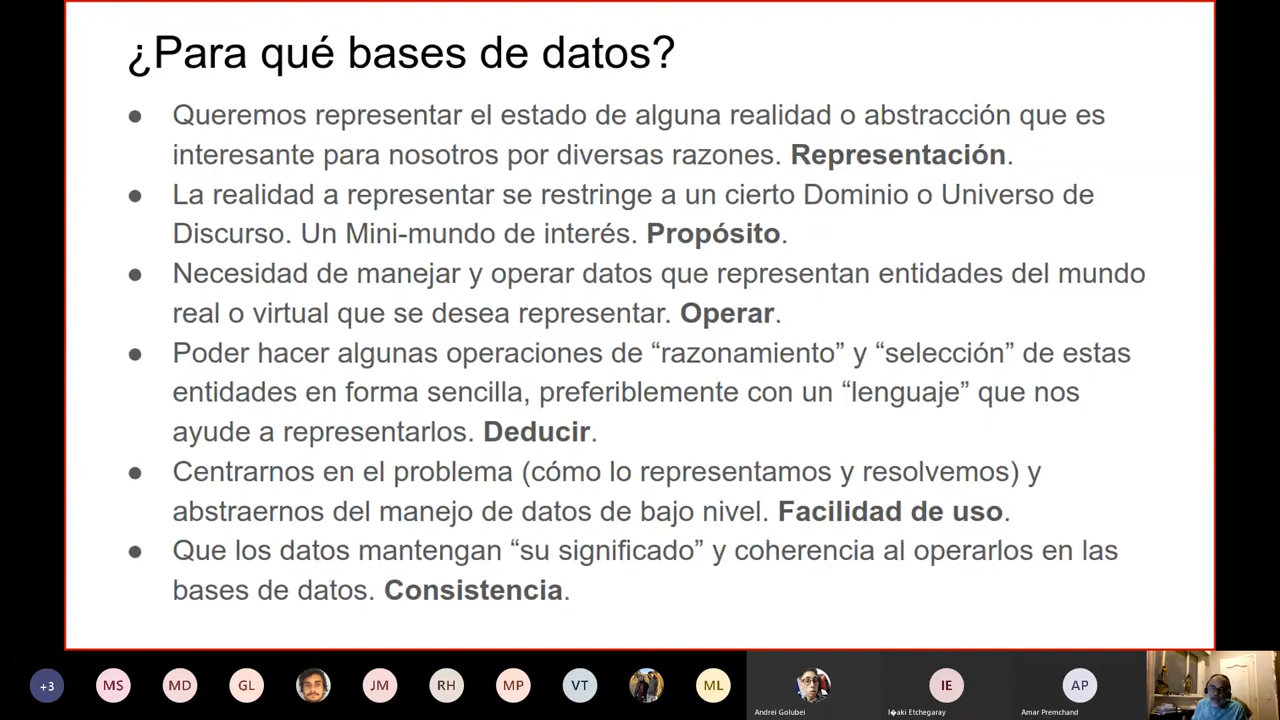 ¿Para qué bases de datos?
● Queremos representar el estado de alguna realidad o abstracción que es
interesante para nosotros por diversas razones. Representación.
● La realidad a representar se restringe a un cierto Dominio o Universo de
Discurso. Un Mini-mundo de interés. Propósito.
● Necesidad de manejar y operar datos que representan entidades del mundo
real o virtual que se desea representar. Operar.
● Poder hacer algunas operaciones de “razonamiento” y “selección” de estas
entidades en forma sencilla, preferiblemente con un “lenguaje” que nos
ayude a representarlos. Deducir.
● Centrarnos en el problema (cómo lo representamos y resolvemos) y
abstraernos del manejo de datos de bajo nivel. Facilidad de uso.
● Que los datos mantengan “su significado” y coherencia al operarlos en las
bases de datos. Consistencia.
+3 MS MD GL JM RH MP VT ML IE AP
Andrei Golubei I�aki Etchegaray Amar Premchand